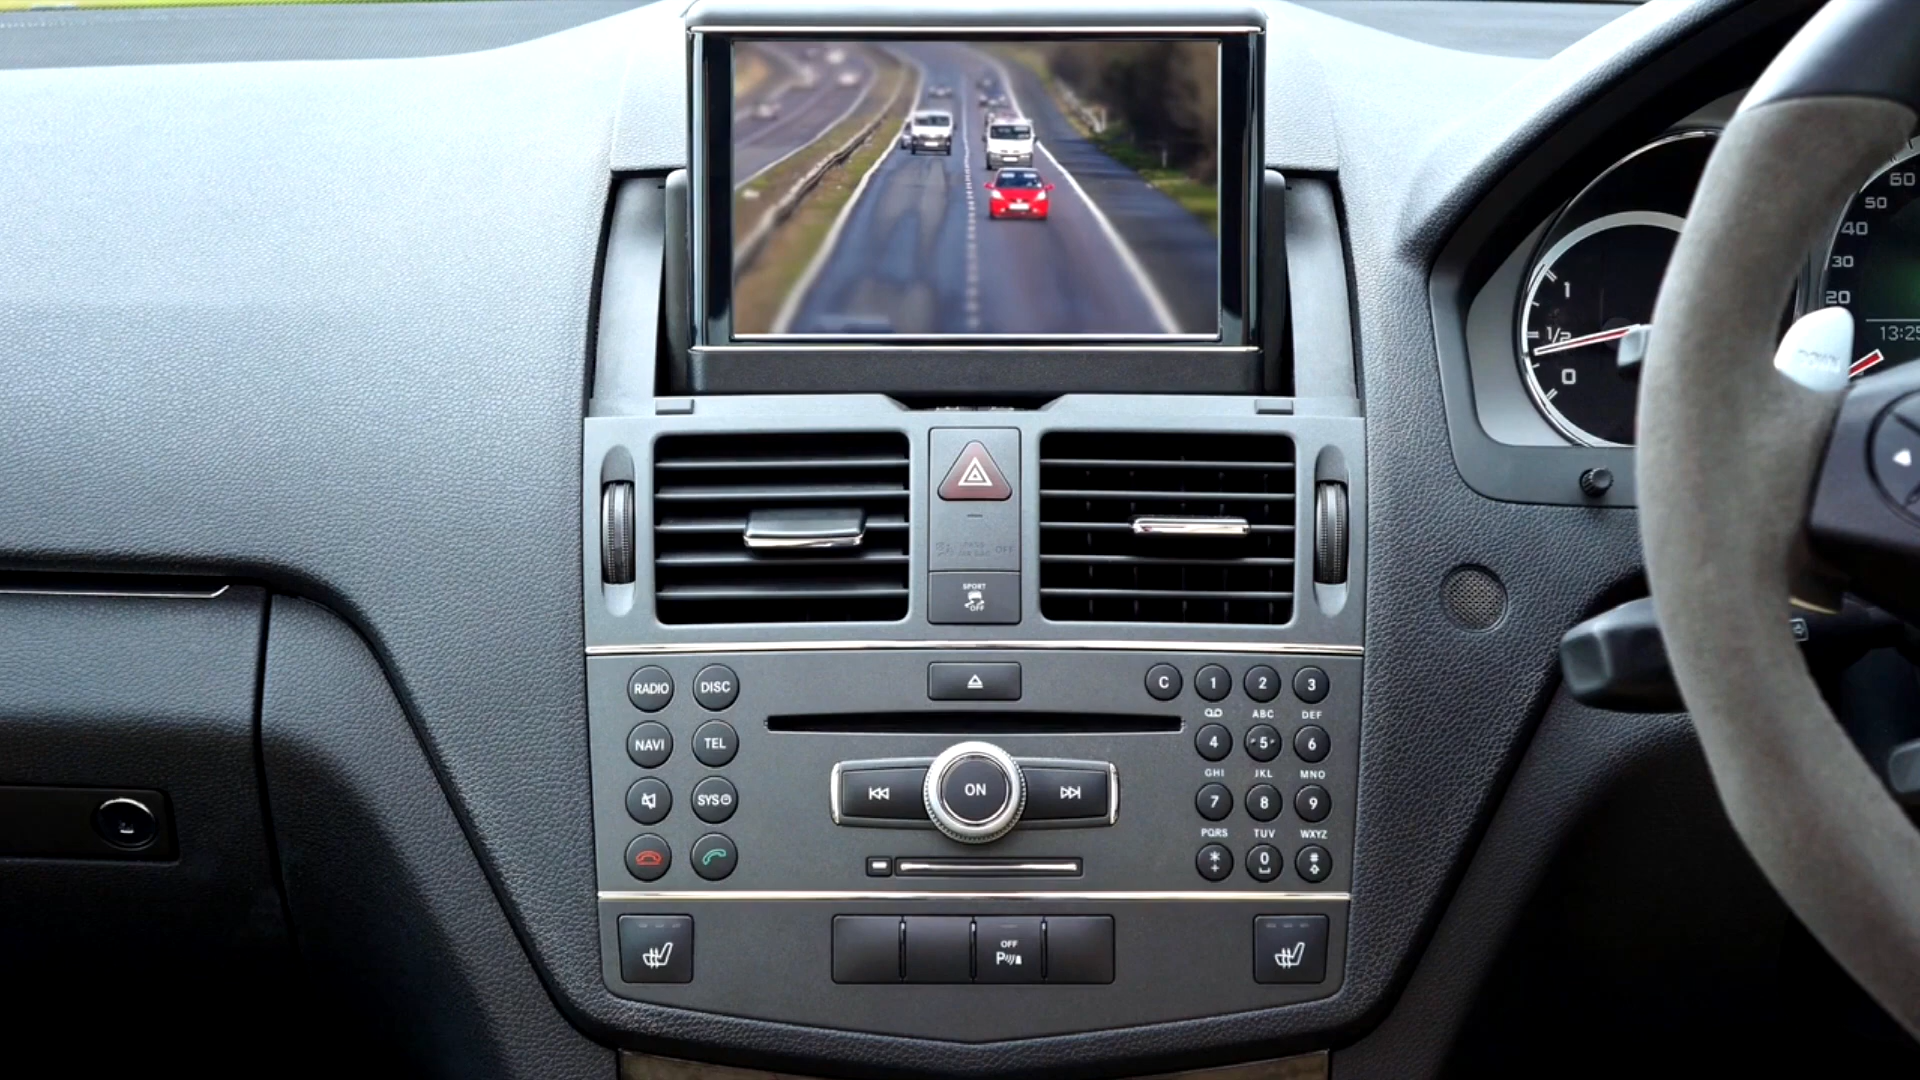 60
50
40
30
20
13:25
1
1/2
0
DOWN
OFF
SPORT
OFF
RADIO
DISC
C
1
2
3
ABC
DEF
NAVI
TEL
4
5
6
GHI
JKL
MNO
ON
SYS
7
8
9
PQRS
TUV
WXYZ
*
0
#
+
OFF
P